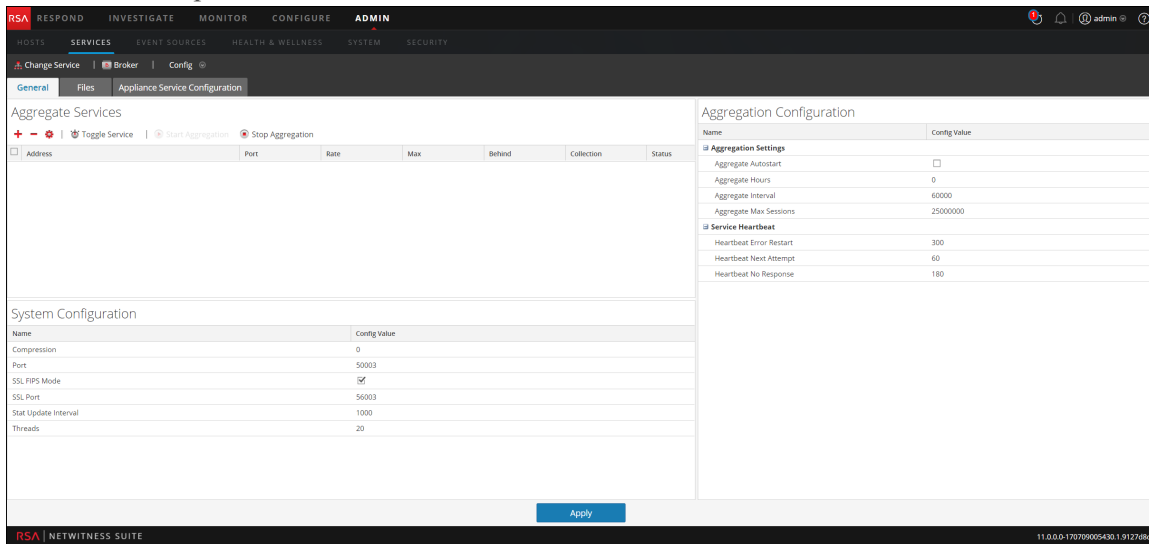 RSA RESPOND INVESTIGATE MONITOR CONFIGURE ADMIN 1 admin ?
HOSTS SERVICES EVENT SOURCES HEALTH & WELLNESS SYSTEM SECURITY
Change Service | Broker | Config
General Files Appliance Service Configuration
Aggregate Services
Toggle Service | Start Aggregation Stop Aggregation
Address Port Rate Max Behind Collection Status
System Configuration
Name Config Value
Compression 0
Port 50003
SSL FIPS Mode
SSL Port 56003
Stat Update Interval 1000
Threads 20
Aggregation Configuration
Name Config Value
Aggregation Settings
Aggregate Autostart
Aggregate Hours 0
Aggregate Interval 60000
Aggregate Max Sessions 25000000
Service Heartbeat
Heartbeat Error Restart 300
Heartbeat Next Attempt 60
Heartbeat No Response 180
Apply
RSA | NETWITNESS SUITE 11.0.0.0-170709005430.1.9127d8d